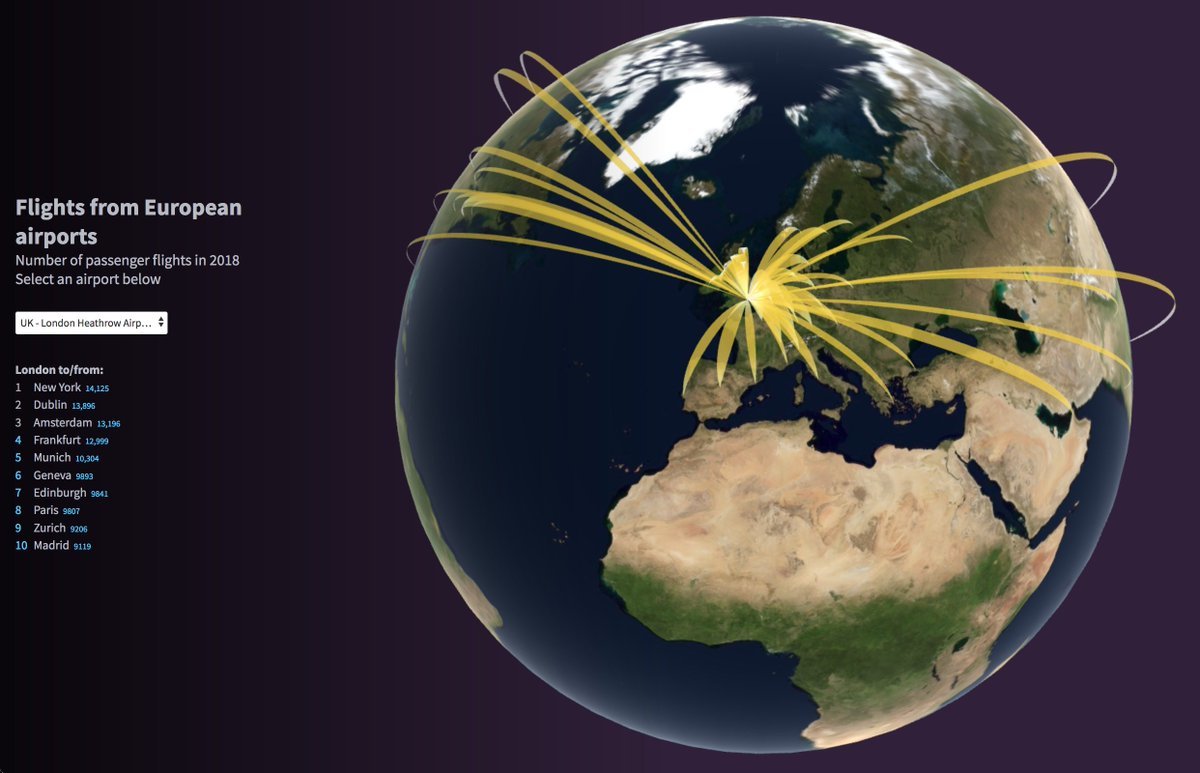 Flights from European
airports
Number of passenger flights in 2018
Select an airport below
UK - London Heathrow Airp...
London to/from:
1 New York 14,125
2 Dublin 13,896
3 Amsterdam 13,196
4 Frankfurt 12,999
5 Munich 10,304
6 Geneva 9893
7 Edinburgh 9841
8 Paris 9807
9 Zurich 9206
10 Madrid 9119